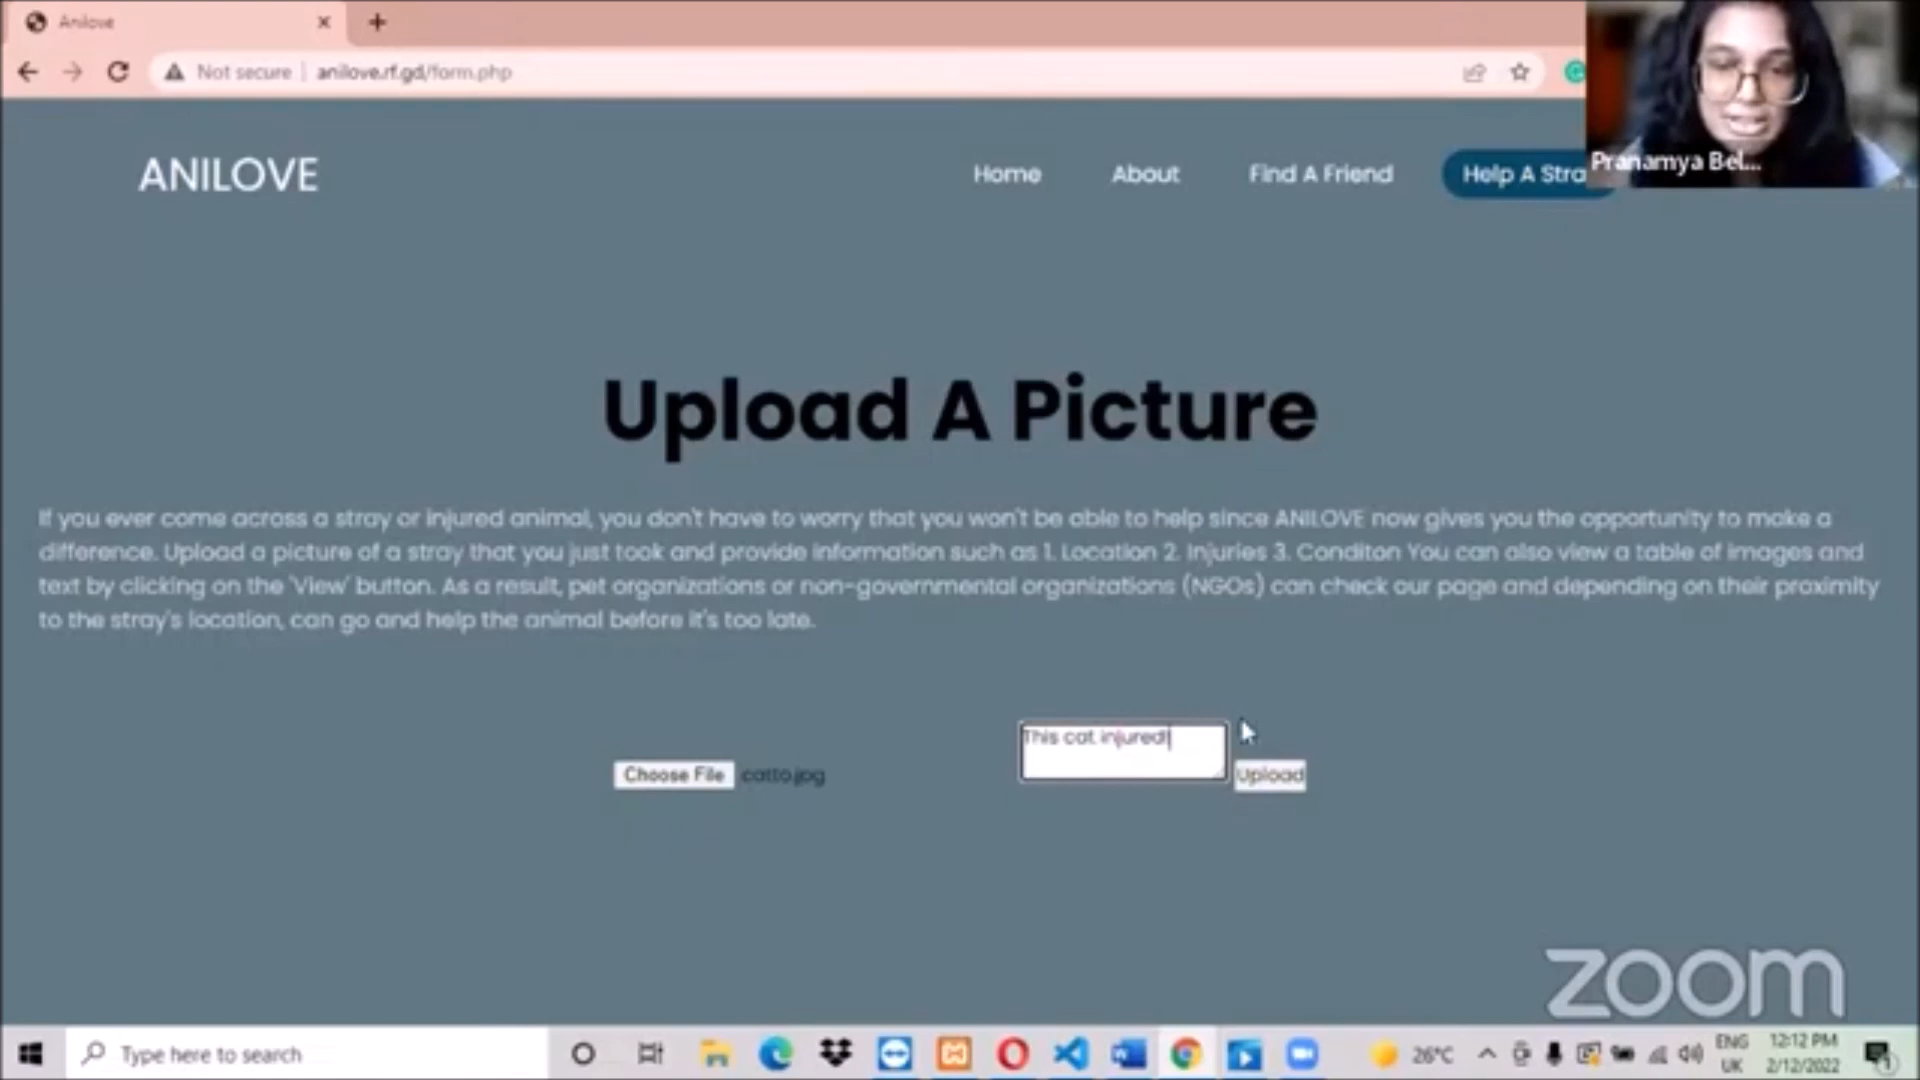 Anilove
Not secure
anilove.rf.gd/form.php
ANILOVE
Home
About
Find A Friend
Help A Stra
Pranamya Bel...
Upload A Picture
If you ever come across a stray or injured animal, you don't have to worry that you won't be able to help since ANILOVE now gives you the opportunity to make a
difference. Upload a picture of a stray that you just took and provide information such as 1. Location 2. Injuries 3. Conditon You can also view a table of images and
text by clicking on the 'View' button. As a result, pet organizations or non-governmental organizations (NGOs) can check our page and depending on their proximity
to the stray's location, can go and help the animal before it's too late.
This cat injured!
Choose File
catto.jpg
Upload
zoom
Type here to search
26°C
ENG
UK
12:12 PM
2/12/2022
1